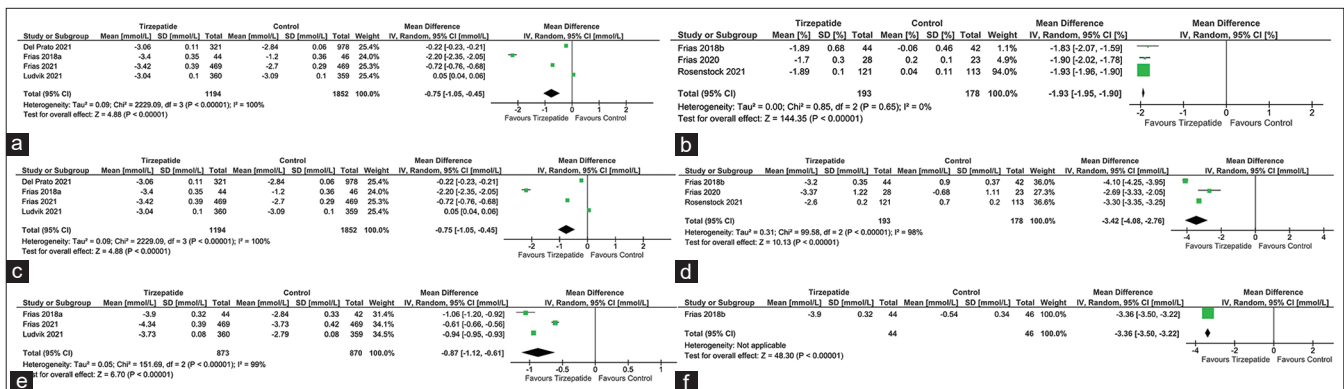 Tirzepatide Control Mean Difference Mean Difference
Study or Subgroup Mean [mmol/L] SD [mmol/L] Total Mean [mmol/L] SD [mmol/L] Total Weight IV, Random, 95% CI [mmol/L] IV, Random, 95% CI [mmol/L]
Del Prato 2021 -3.06 0.11 321 -2.84 0.06 978 25.4% -0.22 [-0.23, -0.21]
Frias 2018a -3.4 0.35 44 -1.2 0.36 46 24.0% -2.20 [-2.35, -2.05]
Frias 2021 -3.42 0.39 469 -2.7 0.29 469 25.3% -0.72 [-0.76, -0.68]
Ludvik 2021 -3.04 0.1 360 -3.09 0.1 359 25.4% 0.05 [0.04, 0.06]
Total (95% CI) 1194 1852 100.0% -0.75 [-1.05, -0.45]
Heterogeneity: Tau² = 0.09; Chi² = 2229.09, df = 3 (P < 0.00001); I² = 100%
Test for overall effect: Z = 4.88 (P < 0.00001)
-2 -1 0 1 2
Favours Tirzepatide Favours Control
a
Tirzepatide Control Mean Difference Mean Difference
Study or Subgroup Mean [%] SD [%] Total Mean [%] SD [%] Total Weight IV, Random, 95% CI [%] IV, Random, 95% CI [%]
Frias 2018b -1.89 0.68 44 -0.06 0.46 42 1.1% -1.83 [-2.07, -1.59]
Frias 2020 -1.7 0.3 28 0.2 0.1 23 4.9% -1.90 [-2.02, -1.78]
Rosenstock 2021 -1.89 0.1 121 0.04 0.11 113 94.0% -1.93 [-1.96, -1.90]
Total (95% CI) 193 178 100.0% -1.93 [-1.95, -1.90]
Heterogeneity: Tau² = 0.00; Chi² = 0.85, df = 2 (P = 0.65); I² = 0%
Test for overall effect: Z = 144.35 (P < 0.00001)
-2 -1 0 1 2
Favours Tirzepatide Favours Control
b
Tirzepatide Control Mean Difference Mean Difference
Study or Subgroup Mean [mmol/L] SD [mmol/L] Total Mean [mmol/L] SD [mmol/L] Total Weight IV, Random, 95% CI [mmol/L] IV, Random, 95% CI [mmol/L]
Del Prato 2021 -3.06 0.11 321 -2.84 0.06 978 25.4% -0.22 [-0.23, -0.21]
Frias 2018a -3.4 0.35 44 -1.2 0.36 46 24.0% -2.20 [-2.35, -2.05]
Frias 2021 -3.42 0.39 469 -2.7 0.29 469 25.3% -0.72 [-0.76, -0.68]
Ludvik 2021 -3.04 0.1 360 -3.09 0.1 359 25.4% 0.05 [0.04, 0.06]
Total (95% CI) 1194 1852 100.0% -0.75 [-1.05, -0.45]
Heterogeneity: Tau² = 0.09; Chi² = 2229.09, df = 3 (P < 0.00001); I² = 100%
Test for overall effect: Z = 4.88 (P < 0.00001)
-2 -1 0 1 2
Favours Tirzepatide Favours Control
c
Tirzepatide Control Mean Difference Mean Difference
Study or Subgroup Mean [mmol/L] SD [mmol/L] Total Mean [mmol/L] SD [mmol/L] Total Weight IV, Random, 95% CI [mmol/L] IV, Random, 95% CI [mmol/L]
Frias 2018b -3.2 0.35 44 0.9 0.37 42 36.0% -4.10 [-4.25, -3.95]
Frias 2020 -3.37 1.22 28 -0.68 1.11 23 27.3% -2.69 [-3.33, -2.05]
Rosenstock 2021 -2.6 0.2 121 0.7 0.2 113 36.6% -3.30 [-3.35, -3.25]
Total (95% CI) 193 178 100.0% -3.42 [-4.08, -2.76]
Heterogeneity: Tau² = 0.31; Chi² = 99.58, df = 2 (P < 0.00001); I² = 98%
Test for overall effect: Z = 10.13 (P < 0.00001)
-4 -2 0 2 4
Favours Tirzepatide Favours Control
d
Tirzepatide Control Mean Difference Mean Difference
Study or Subgroup Mean [mmol/L] SD [mmol/L] Total Mean [mmol/L] SD [mmol/L] Total Weight IV, Random, 95% CI [mmol/L] IV, Random, 95% CI [mmol/L]
Frias 2018a -3.9 0.32 44 -2.84 0.33 42 31.4% -1.06 [-1.20, -0.92]
Frias 2021 -4.34 0.39 469 -3.73 0.42 469 34.1% -0.61 [-0.66, -0.56]
Ludvik 2021 -3.73 0.08 360 -2.79 0.08 359 34.5% -0.94 [-0.95, -0.93]
Total (95% CI) 873 870 100.0% -0.87 [-1.12, -0.61]
Heterogeneity: Tau² = 0.05; Chi² = 151.69, df = 2 (P < 0.00001); I² = 99%
Test for overall effect: Z = 6.70 (P < 0.00001)
-1 -0.5 0 0.5 1
Favours Tirzepatide Favours Control
e
Tirzepatide Control Mean Difference Mean Difference
Study or Subgroup Mean [mmol/L] SD [mmol/L] Total Mean [mmol/L] SD [mmol/L] Total Weight IV, Random, 95% CI [mmol/L] IV, Random, 95% CI [mmol/L]
Frias 2018b -3.9 0.32 44 -0.54 0.34 46 100.0% -3.36 [-3.50, -3.22]
Total (95% CI) 44 46 100.0% -3.36 [-3.50, -3.22]
Heterogeneity: Not applicable
Test for overall effect: Z = 48.30 (P < 0.00001)
-2 0 2
Favours Tirzepatide Favours Control
f